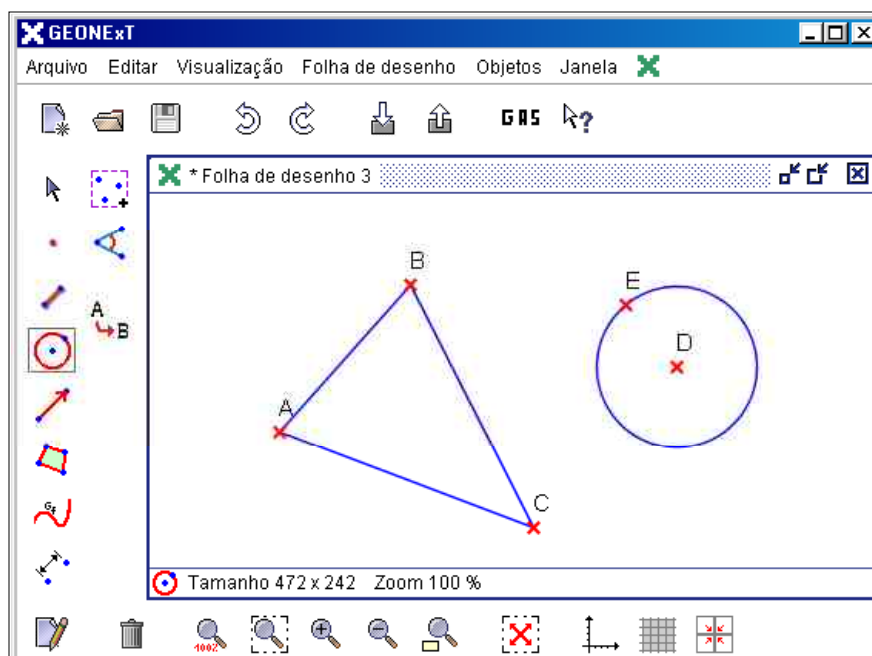 GEONExT
Arquivo Editar Visualização Folha de desenho Objetos Janela
GAS ?
* Folha de desenho 3
B
E
D
A
B
A
C
Gf
Tamanho 472 x 242 Zoom 100 %
100%